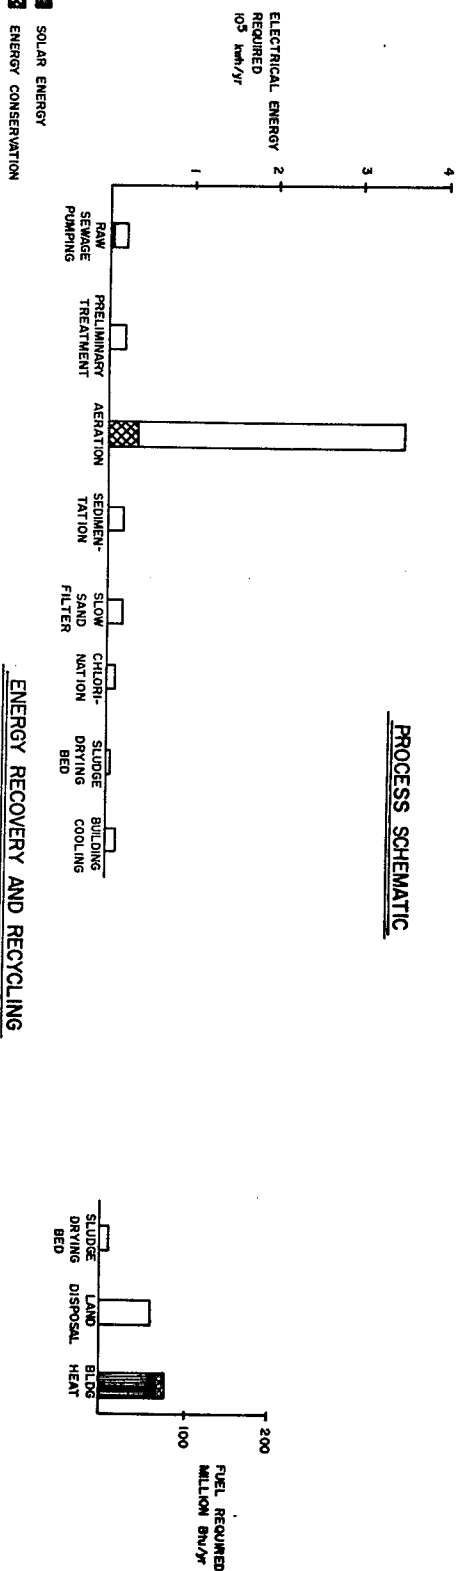 PROCESS SCHEMATIC
ELECTRICAL ENERGY
REQUIRED
10⁵ kwh/yr
4
3
2
1
RAW
SEWAGE
PUMPING
PRELIMINARY
TREATMENT
AERATION
SEDIMEN-
TATION
SLOW
SAND
FILTER
CHLORI-
NATION
SLUDGE
DRYING
BED
BUILDING
COOLING
SLUDGE
DRYING
BED
LAND
DISPOSAL
BLDG
HEAT
200
100
FUEL REQUIRED
MILLION Btu/yr
SOLAR ENERGY
ENERGY CONSERVATION
ENERGY RECOVERY AND RECYCLING